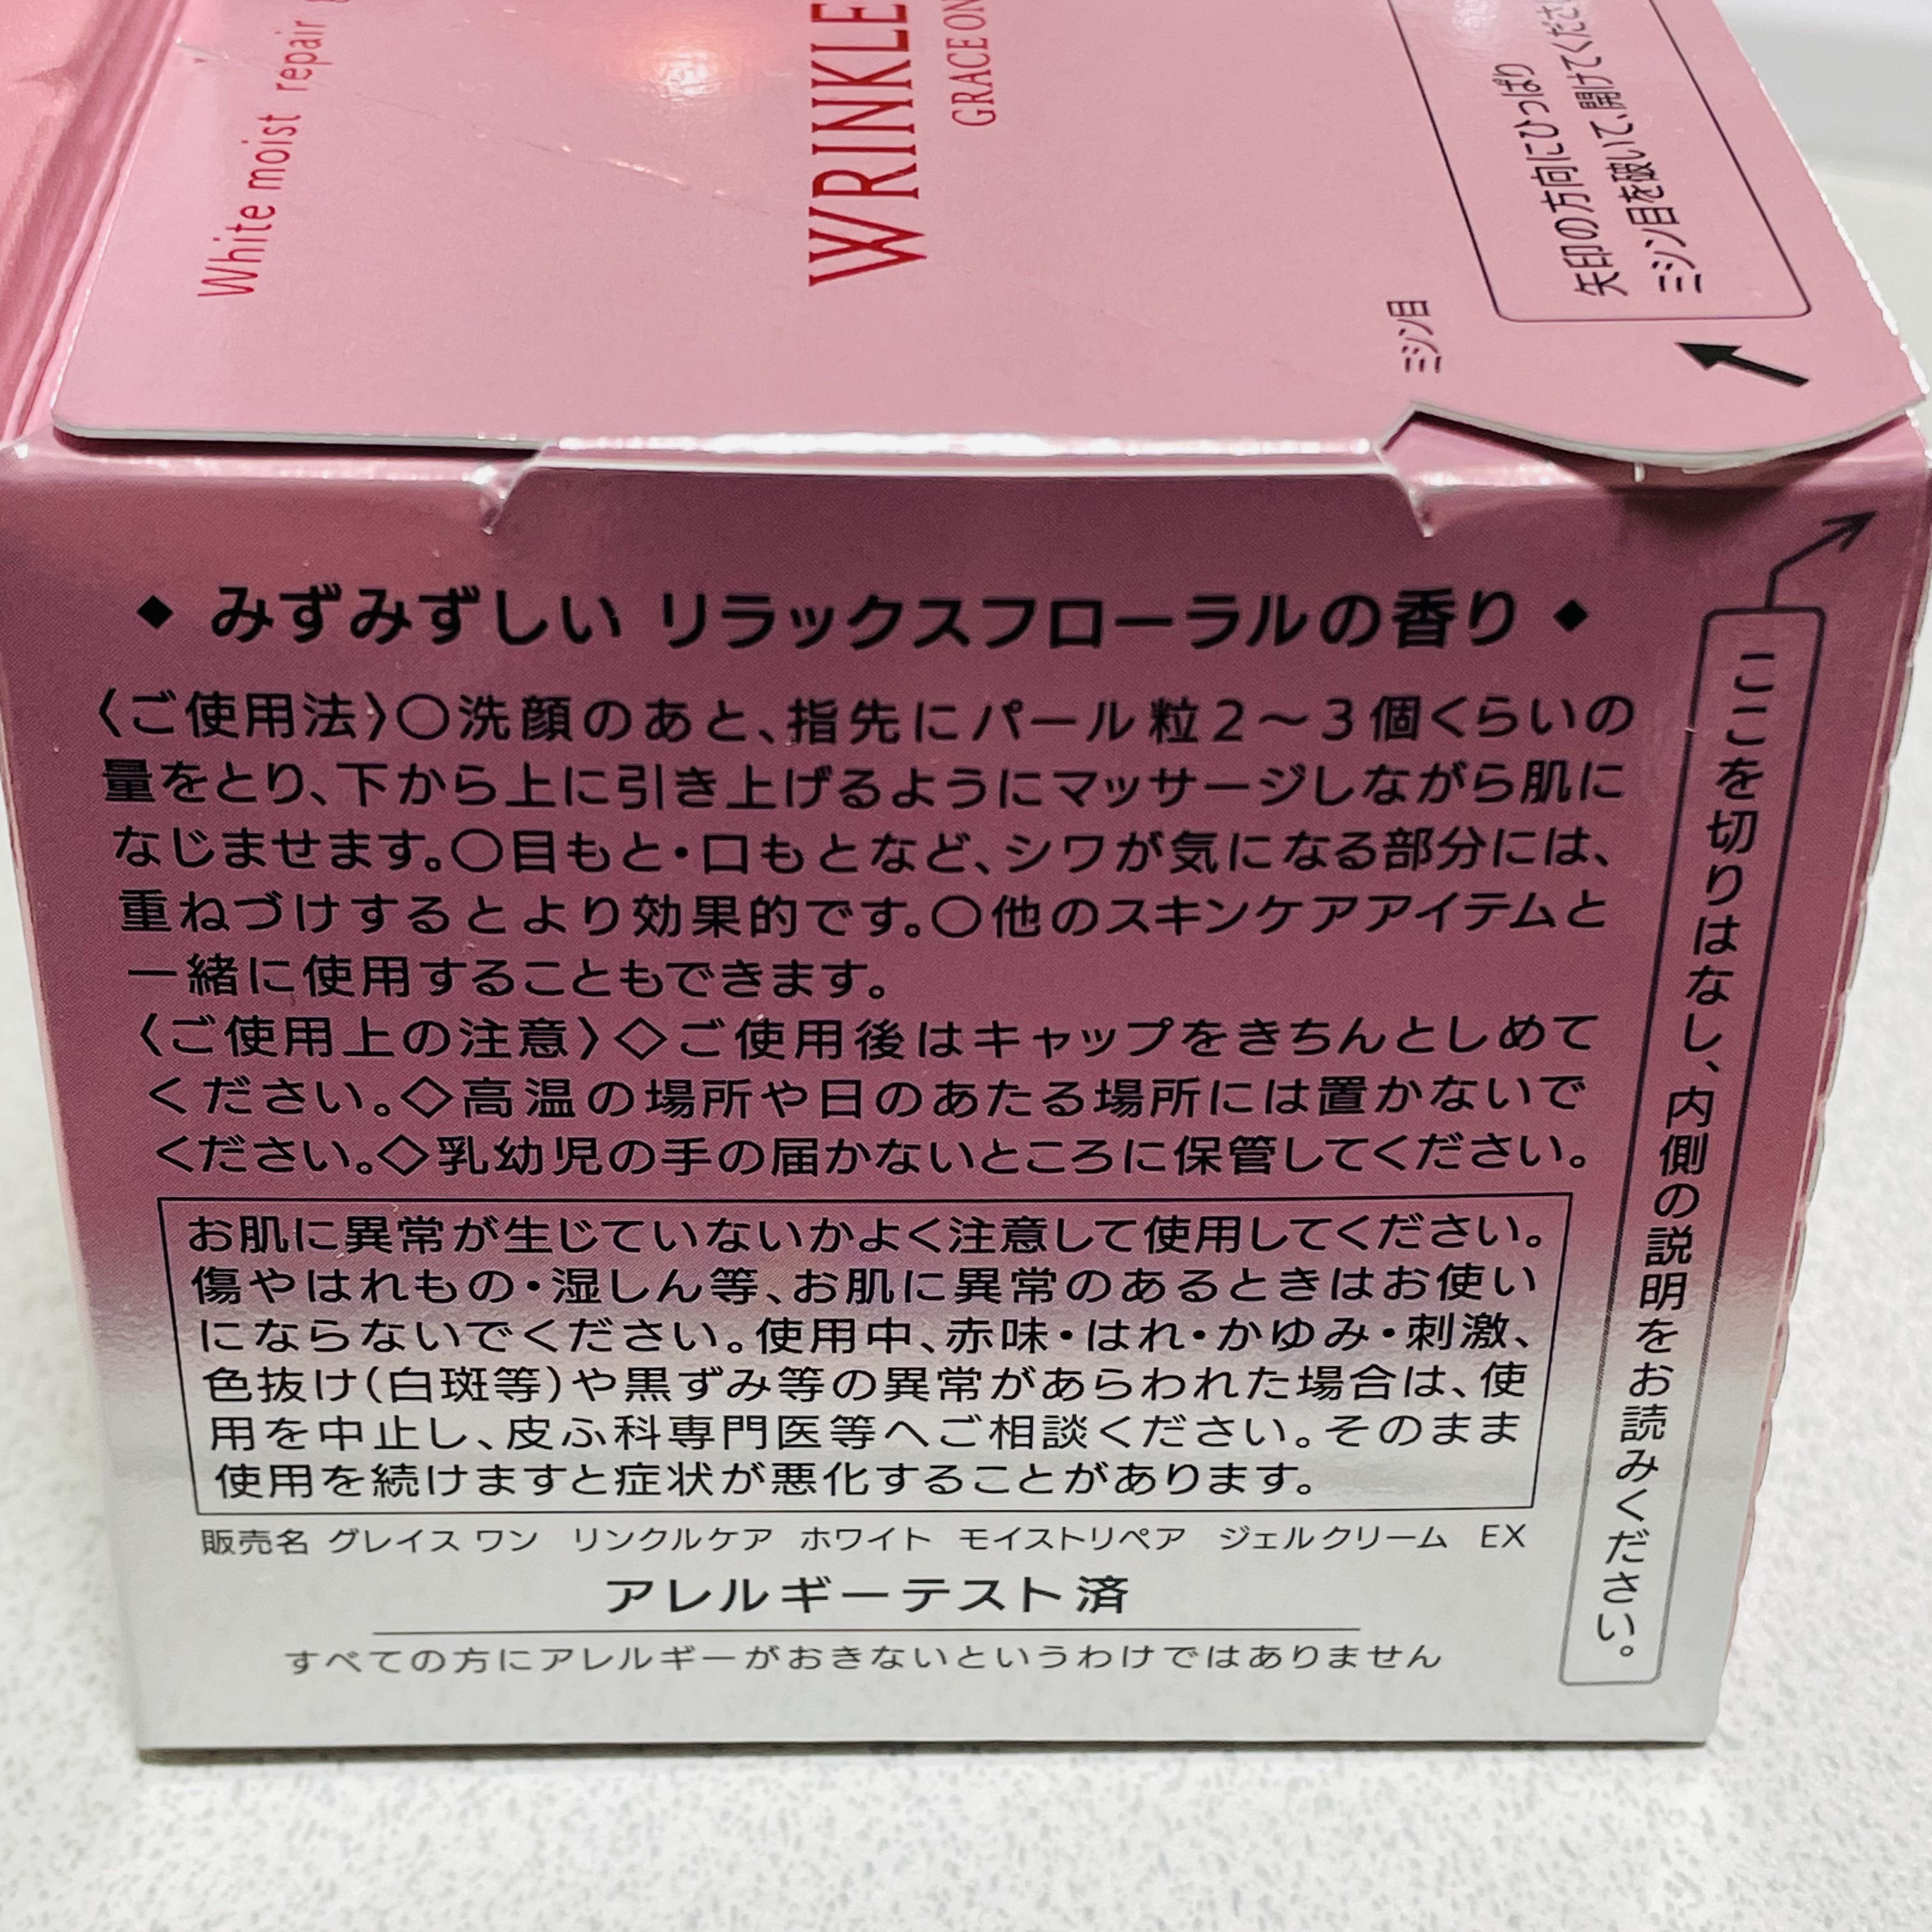 White moist repair
WRINKLE
GRACE ON
矢印の方向にひっぱり
ミシン目を破いて、開けてくださ
ミシン目
◆ みずみずしい リラックスフローラルの香り ◆
〈ご使用法〉○洗顔のあと、指先にパール粒2〜3個くらいの
量をとり、下から上に引き上げるようにマッサージしながら肌に
なじませます。○目もと・口もとなど、シワが気になる部分には、
重ねづけするとより効果的です。○他のスキンケアアイテムと
一緒に使用することもできます。
〈ご使用上の注意〉◇ご使用後はキャップをきちんとしめて
ください。◇高温の場所や日のあたる場所には置かないで
ください。◇乳幼児の手の届かないところに保管してください。
お肌に異常が生じていないかよく注意して使用してください。
傷やはれもの・湿しん等、お肌に異常のあるときはお使い
にならないでください。使用中、赤味・はれ・かゆみ・刺激、
色抜け(白斑等)や黒ずみ等の異常があらわれた場合は、使
用を中止し、皮ふ科専門医等へご相談ください。そのまま
使用を続けますと症状が悪化することがあります。
販売名 グレイス ワン リンクルケア ホワイト モイストリペア ジェルクリーム EX
アレルギーテスト済
すべての方にアレルギーがおきないというわけではありません
ここを切りはなし、内側の説明をお読みください。